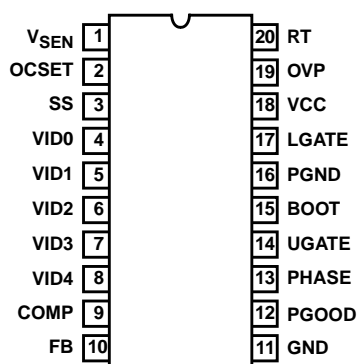 VSEN 1 20 RT
OCSET 2 19 OVP
SS 3 18 VCC
VID0 4 17 LGATE
VID1 5 16 PGND
VID2 6 15 BOOT
VID3 7 14 UGATE
VID4 8 13 PHASE
COMP 9 12 PGOOD
FB 10 11 GND